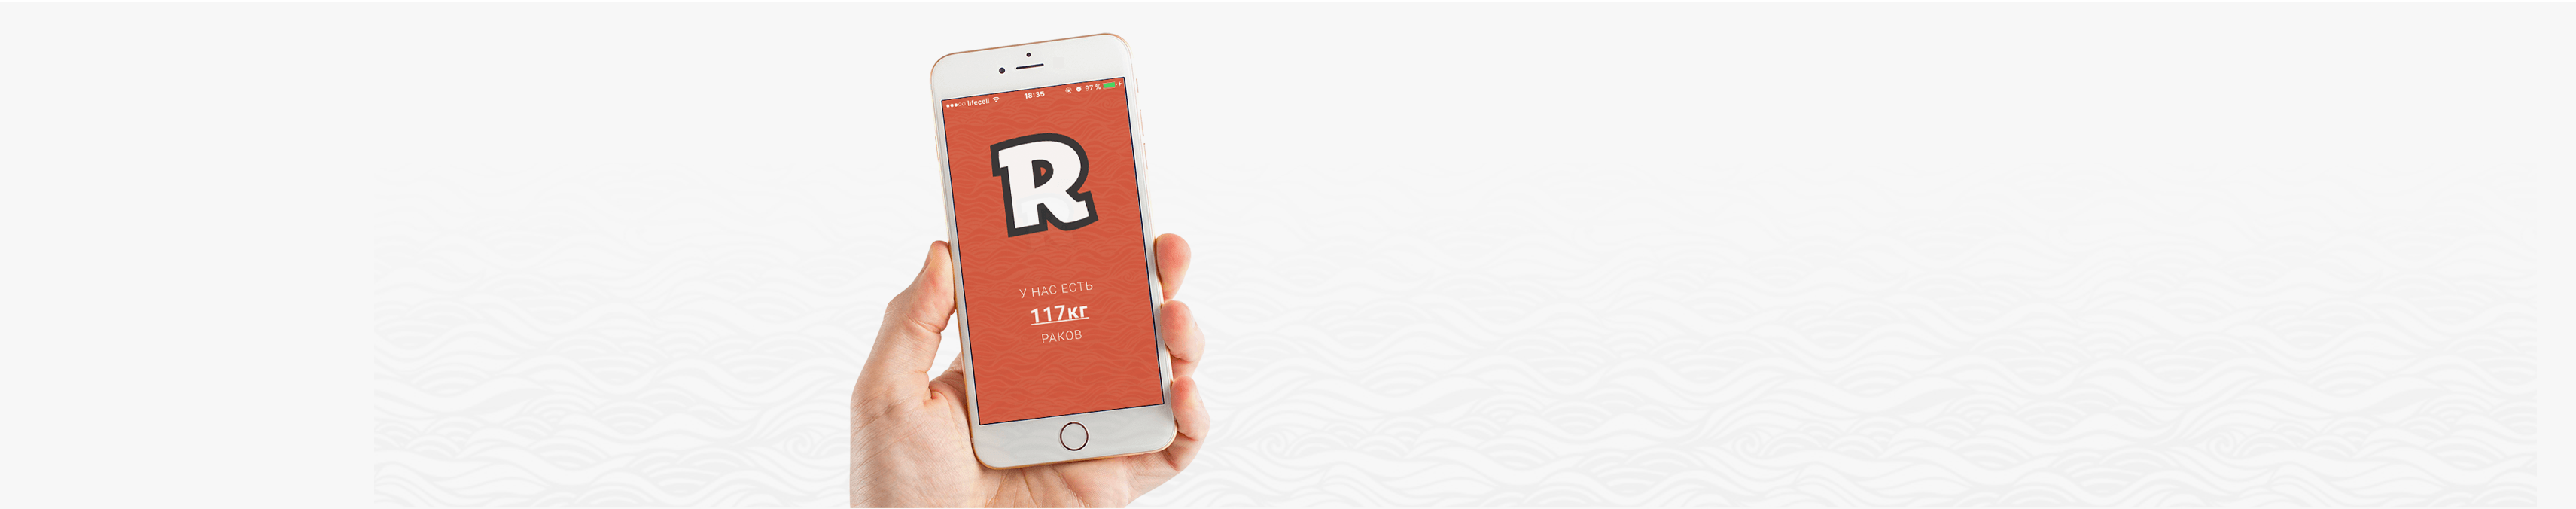 lifecell 18:35 97 %
R
У НАС ЕСТЬ
117кг
РАКОВ